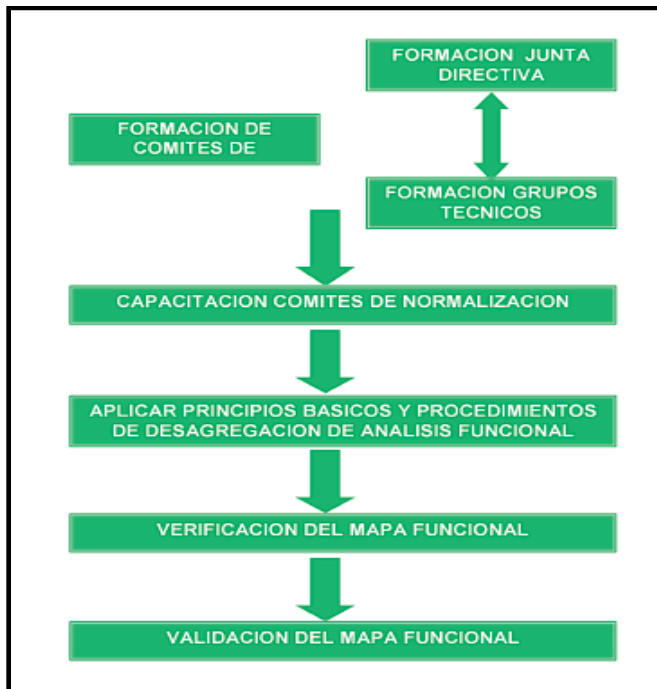 FORMACION JUNTA
DIRECTIVA
FORMACION DE
COMITES DE
FORMACION GRUPOS
TECNICOS
CAPACITACION COMITES DE NORMALIZACION
APLICAR PRINCIPIOS BASICOS Y PROCEDIMIENTOS
DE DESAGREGACION DE ANALISIS FUNCIONAL
VERIFICACION DEL MAPA FUNCIONAL
VALIDACION DEL MAPA FUNCIONAL